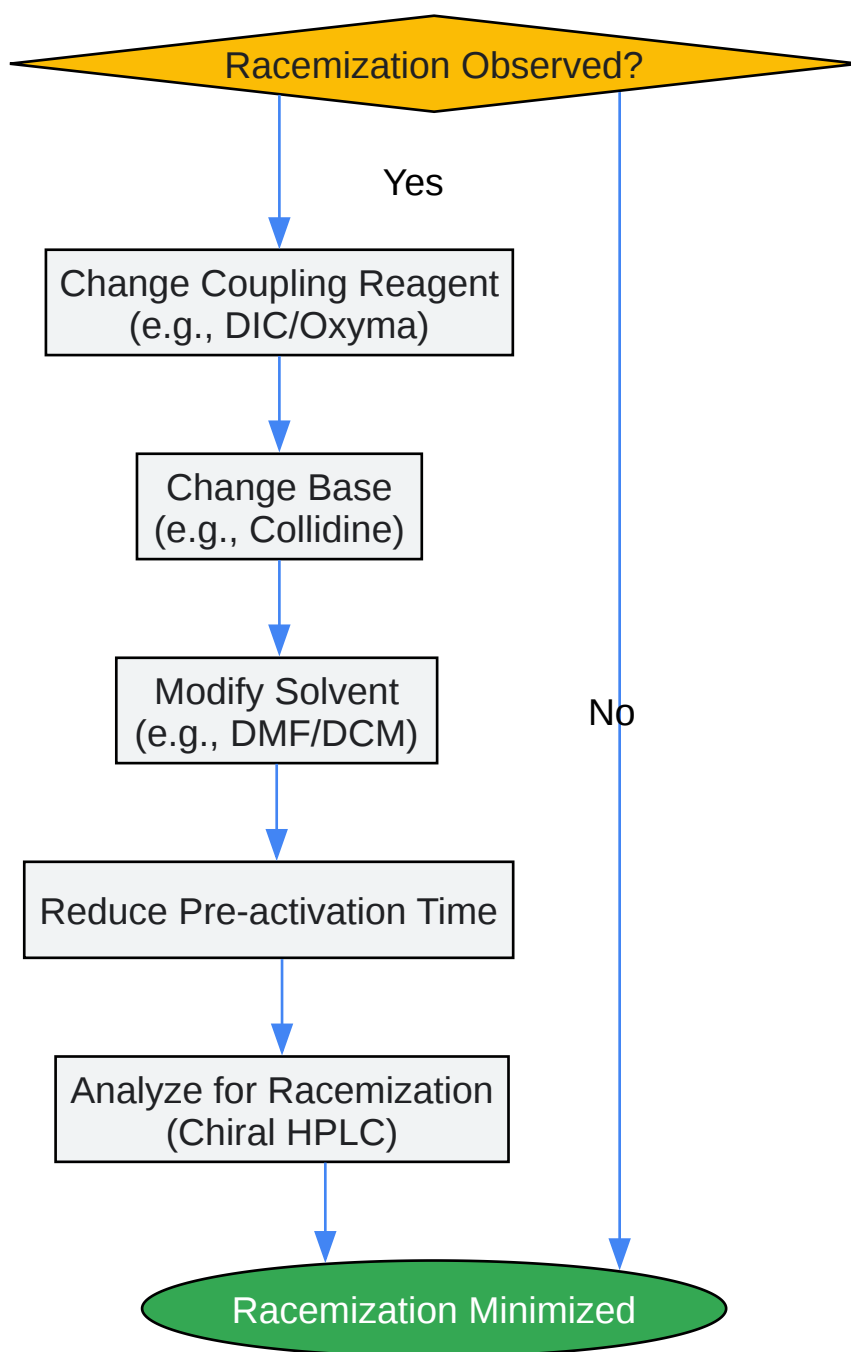 Racemization Observed?
Yes
Change Coupling Reagent
(e.g., DIC/Oxyma)
Change Base
(e.g., Collidine)
Modify Solvent
(e.g., DMF/DCM)
No
Reduce Pre-activation Time
Analyze for Racemization
(Chiral HPLC)
Racemization Minimized